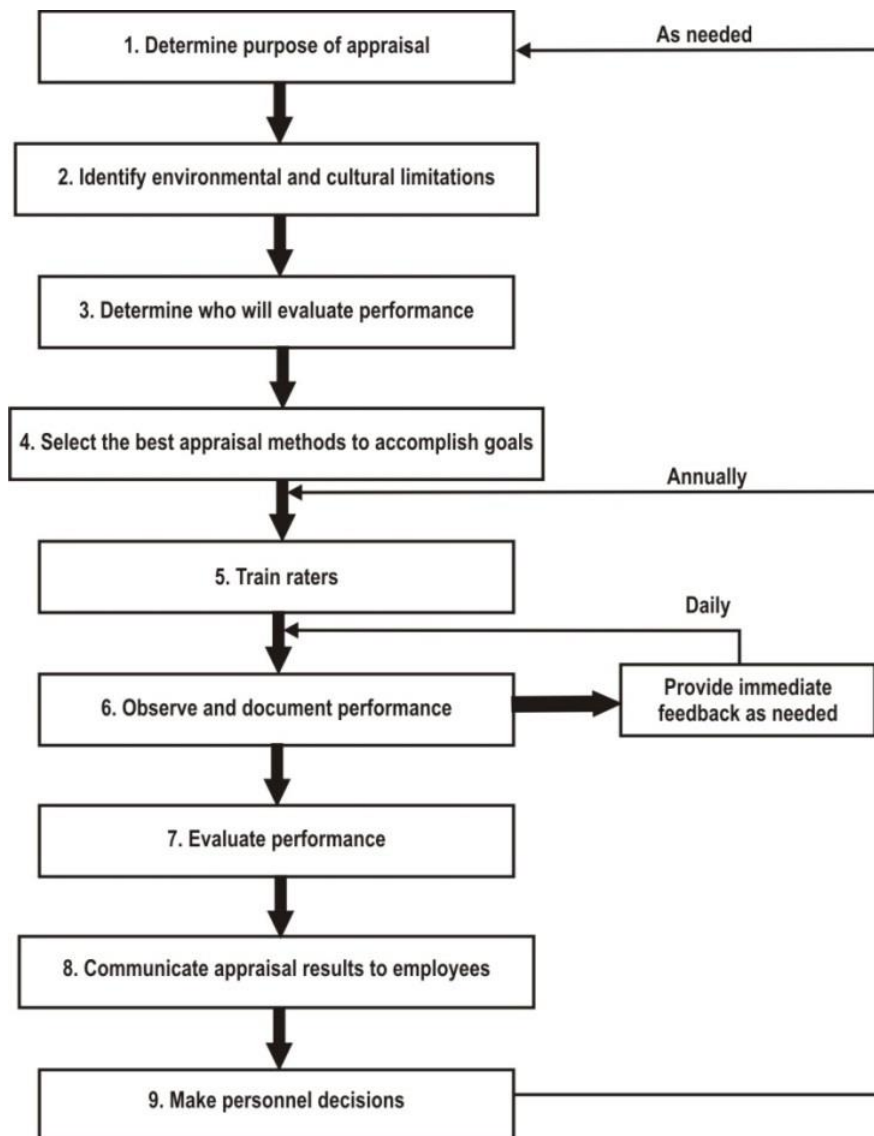 1. Determine purpose of appraisal
As needed
2. Identify environmental and cultural limitations
3. Determine who will evaluate performance
4. Select the best appraisal methods to accomplish goals
Annually
5. Train raters
Daily
6. Observe and document performance
Provide immediate
feedback as needed
7. Evaluate performance
8. Communicate appraisal results to employees
9. Make personnel decisions